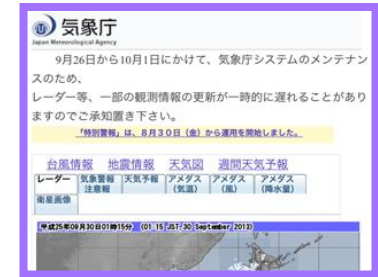 気象庁
Japan Meteorological Agency
9月26日から10月1日にかけて、気象庁システムのメンテナン
スのため、
レーダー等、一部の観測情報の更新が一時的に遅れることがあり
ますのでご承知置き下さい。
「特別警報」は、８月３０日（金）から運用を開始しました。
台風情報 地震情報 天気図 週間天気予報
レーダー 気象警報 天気予報 アメダス アメダス アメダス
注意報 (気温) (風) (降水量)
衛星画像
平成25年09月30日01時15分 (01:15 JST 30 September 2013)